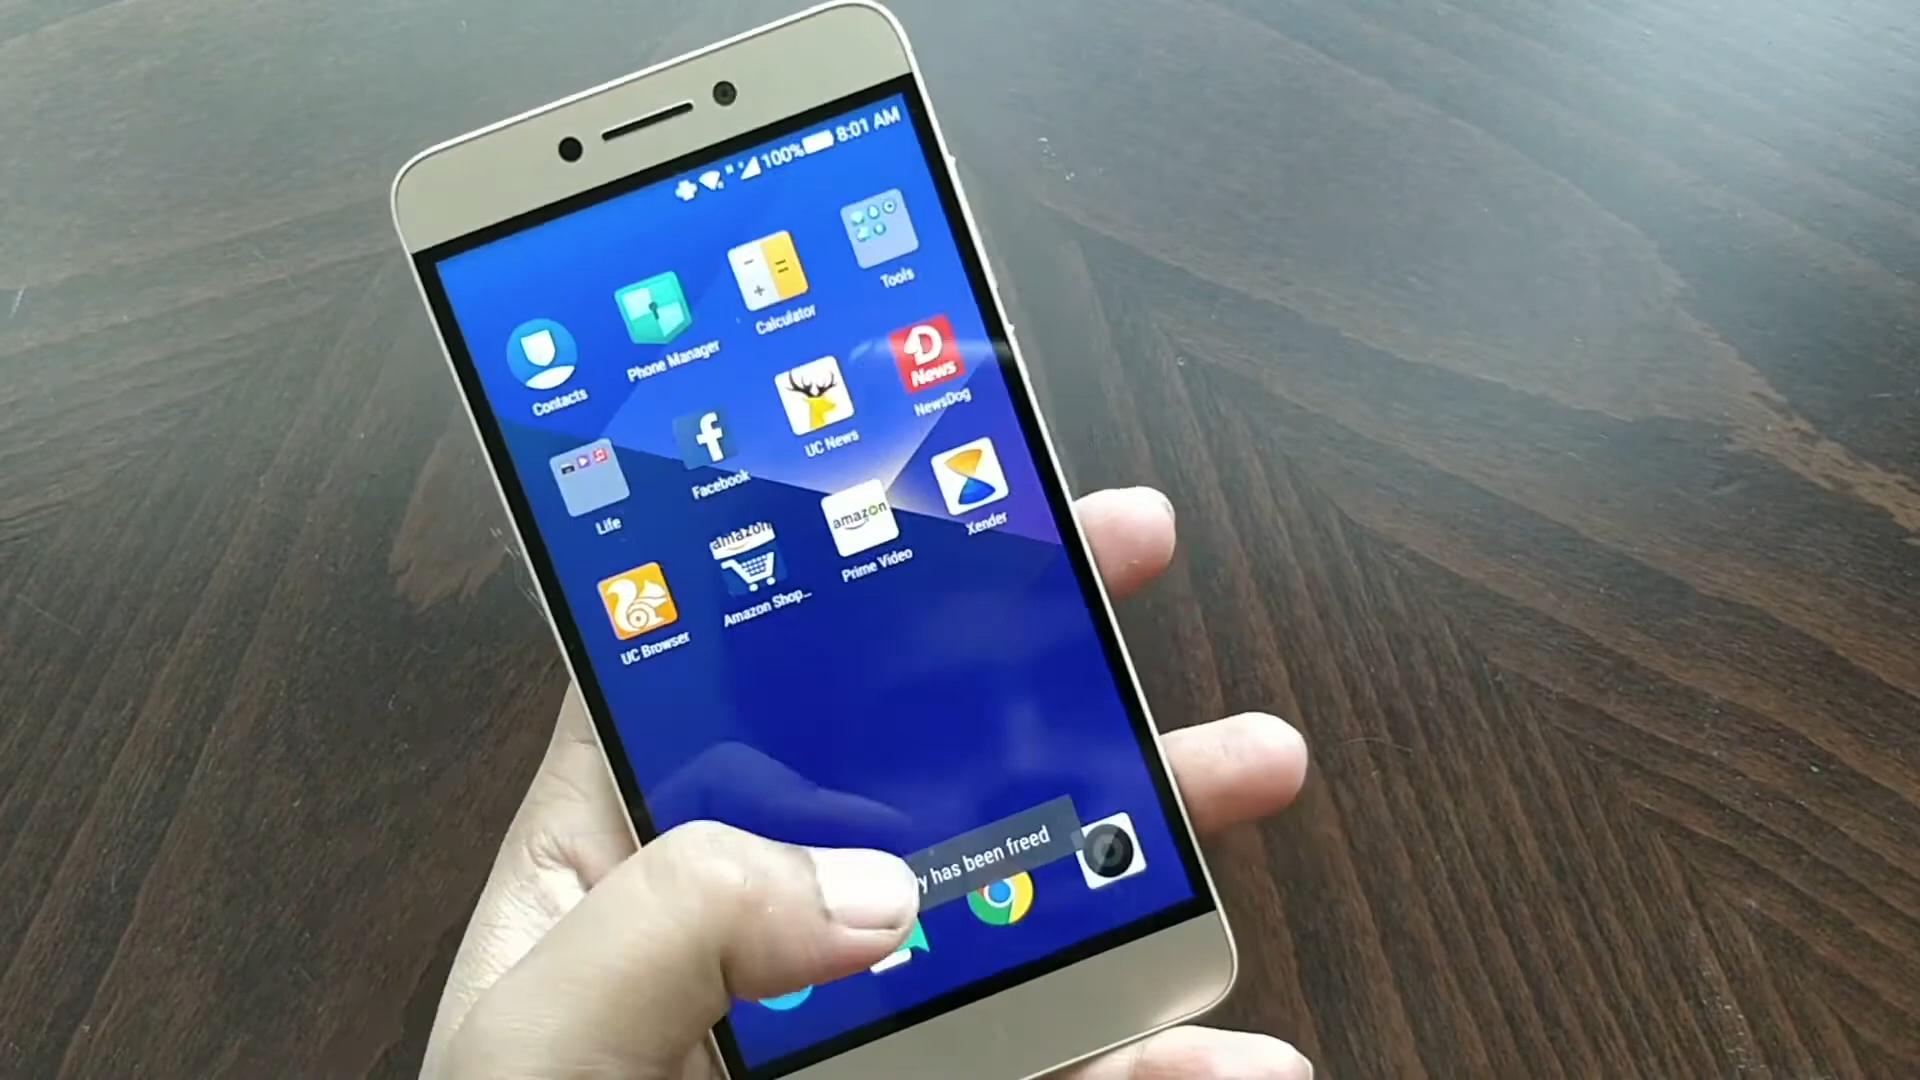 100% 8:01 AM
Contacts
Phone Manager
Calculator
Tools
Life
Facebook
UC News
News
NewsDog
UC Browser
amazon
Amazon Shop...
amazon
Prime Video
Xender
has been freed